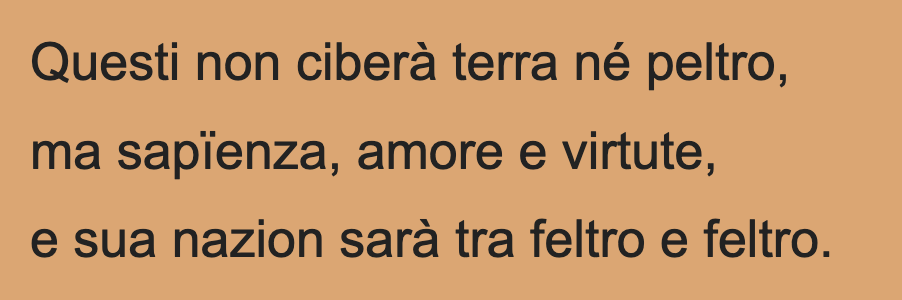 Questi non ciberà terra né peltro,
ma sapïenza, amore e virtute,
e sua nazion sarà tra feltro e feltro.